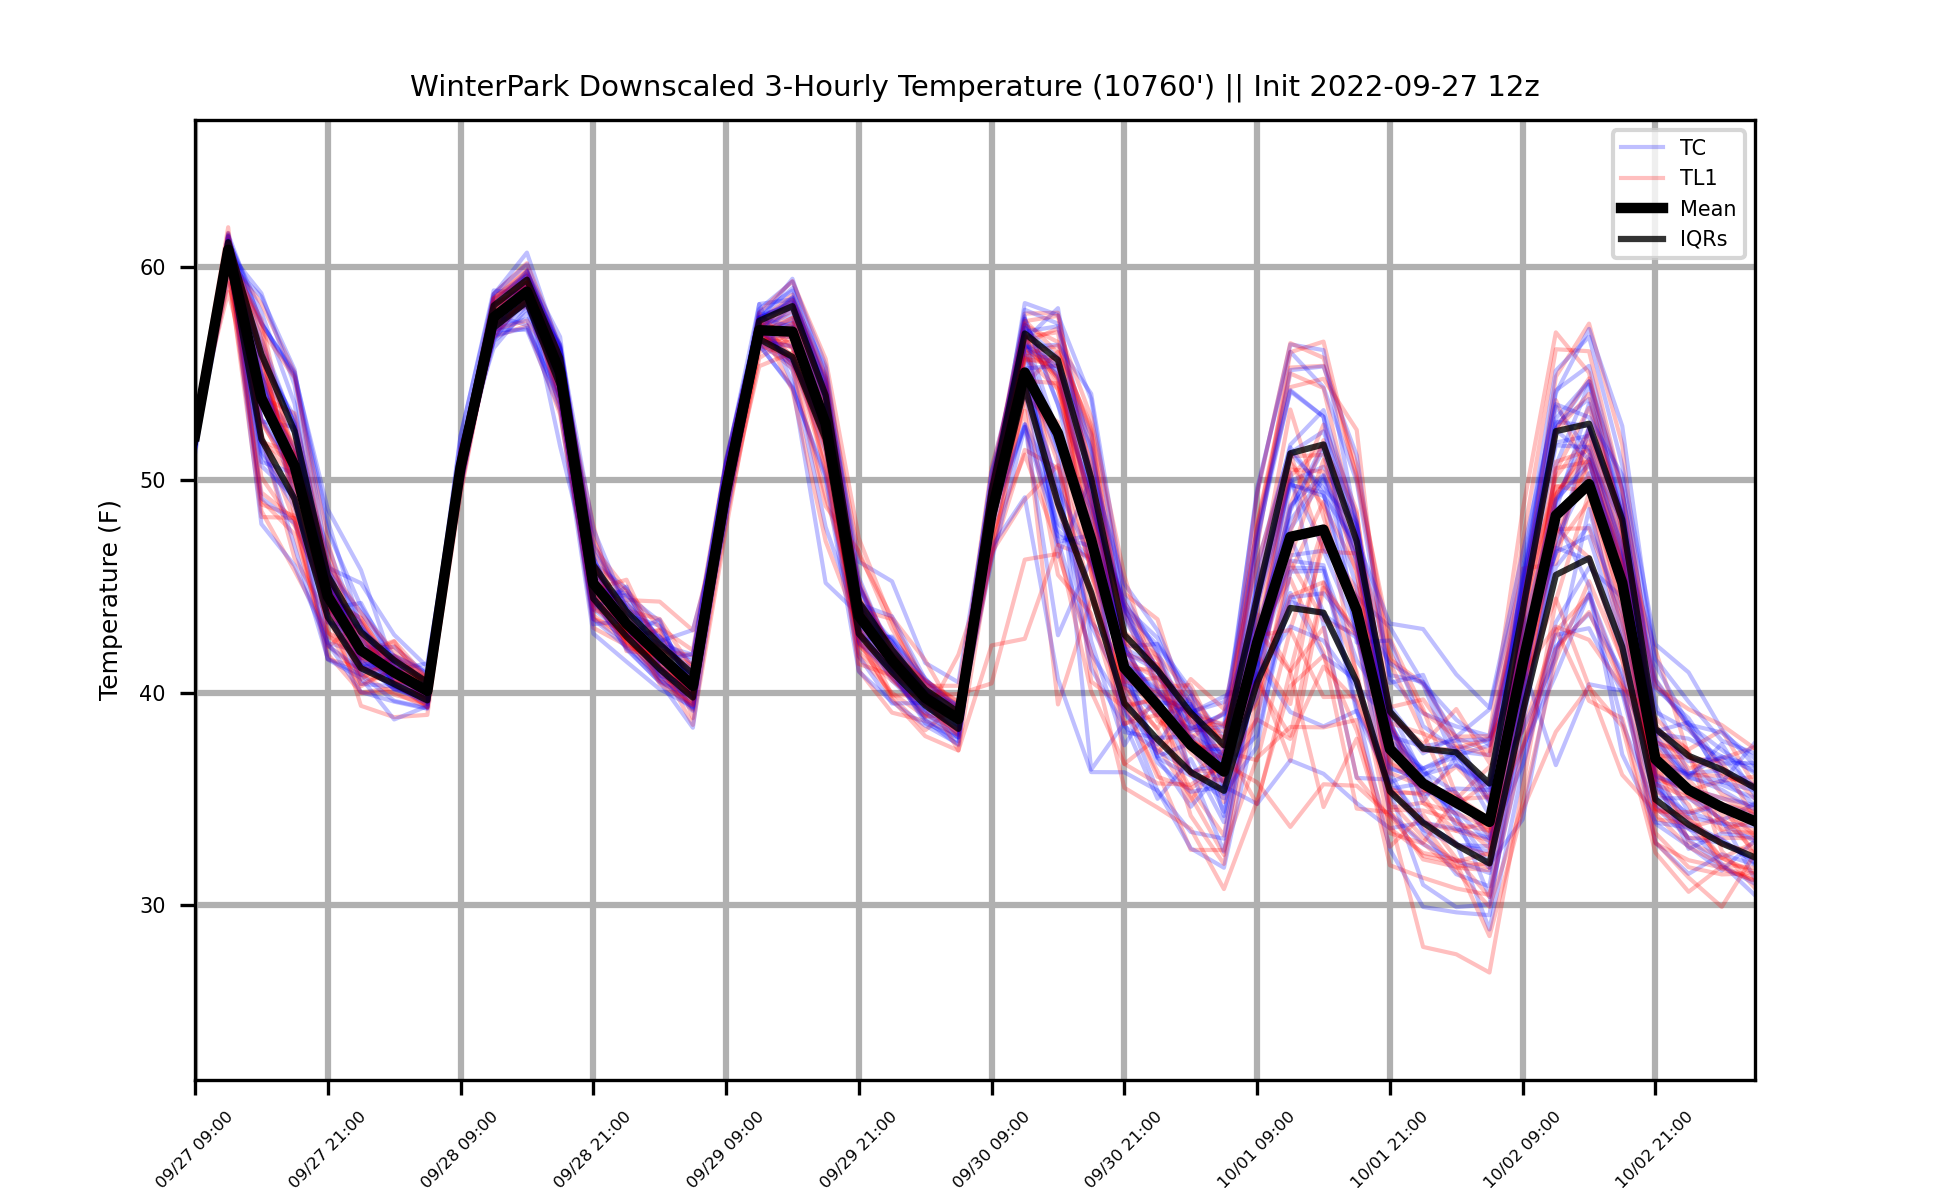 WinterPark Downscaled 3-Hourly Temperature (10760') || Init 2022-09-27 12z
TC
TL1
Mean
IQRs
60
50
40
30
Temperature (F)
09/27 09:00
09/27 21:00
09/28 09:00
09/28 21:00
09/29 09:00
09/29 21:00
09/30 09:00
09/30 21:00
10/01 09:00
10/01 21:00
10/02 09:00
10/02 21:00